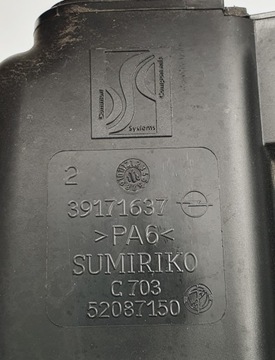 Systems
2
39171637
>PA6<
SUMIRIKO
C 703
52087150